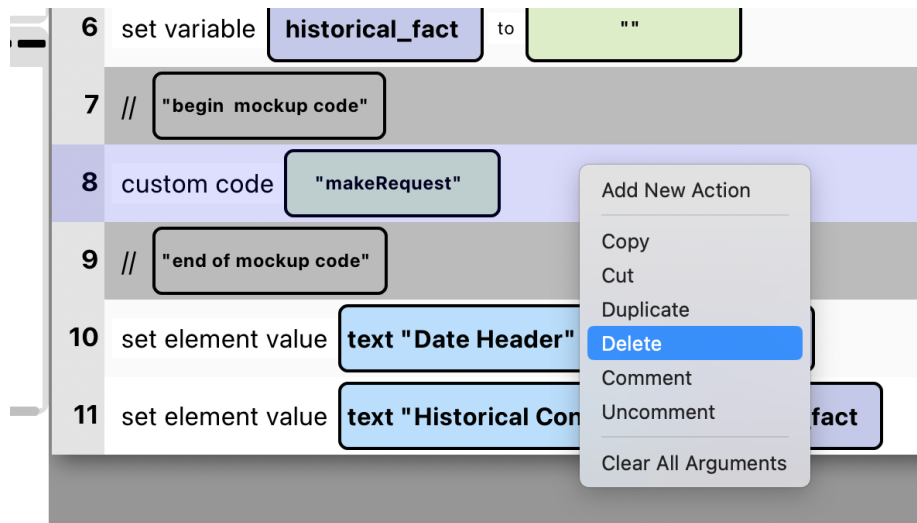 6 set variable historical_fact to ""
7 // "begin  mockup code"
8 custom code "makeRequest"
9 // "end of mockup code"
10 set element value text "Date Header"
11 set element value text "Historical Con _fact
Add New Action
Copy
Cut
Duplicate
Delete
Comment
Uncomment
Clear All Arguments